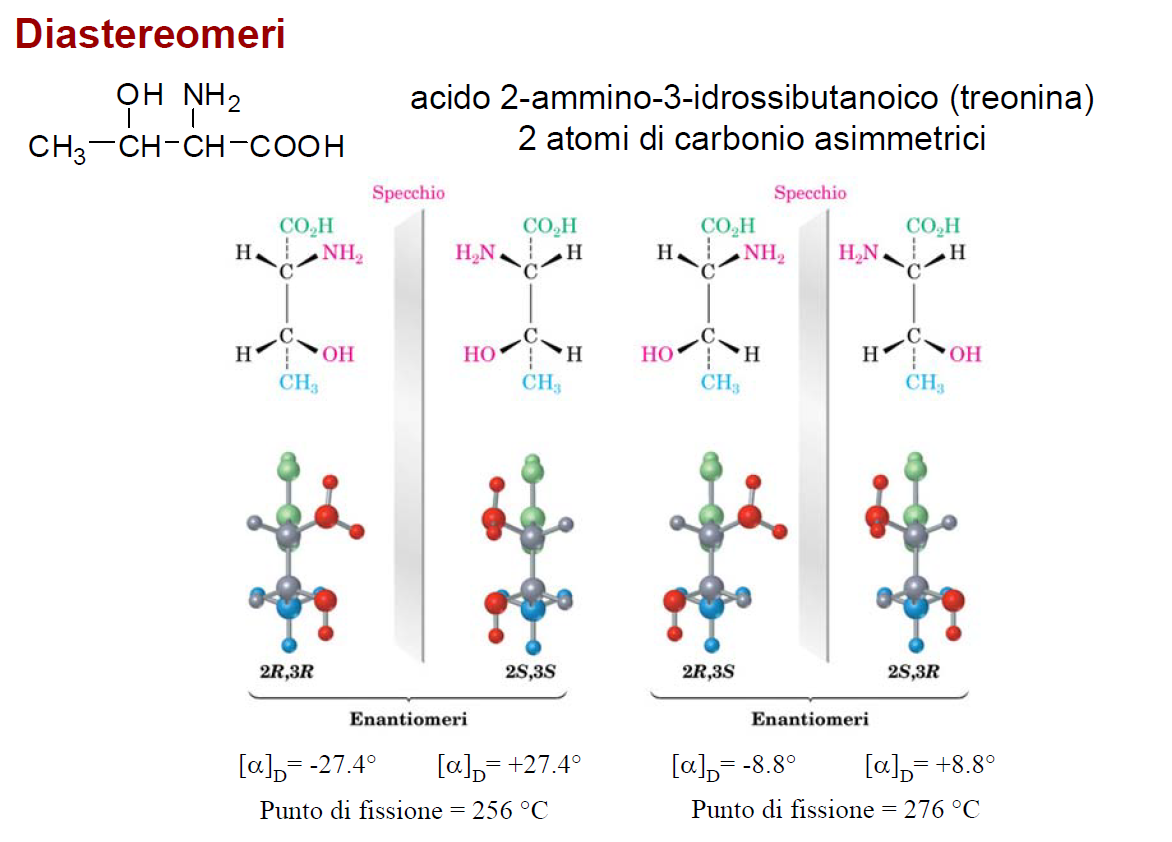 Diastereomeri
OH NH2
CH3—CH-CH-COOH
acido 2-ammino-3-idrossibutanoico (treonina)
2 atomi di carbonio asimmetrici
Specchio
Specchio
CO2H
H NH2
C
C
H OH
CH3
CO2H
H2N H
C
C
HO H
CH3
CO2H
H NH2
C
C
HO H
CH3
CO2H
H2N H
C
C
H OH
CH3
2R,3R
2S,3S
2R,3S
2S,3R
Enantiomeri
Enantiomeri
[α]D= -27.4°
[α]D= +27.4°
[α]D= -8.8°
[α]D= +8.8°
Punto di fissione = 256 °C
Punto di fissione = 276 °C